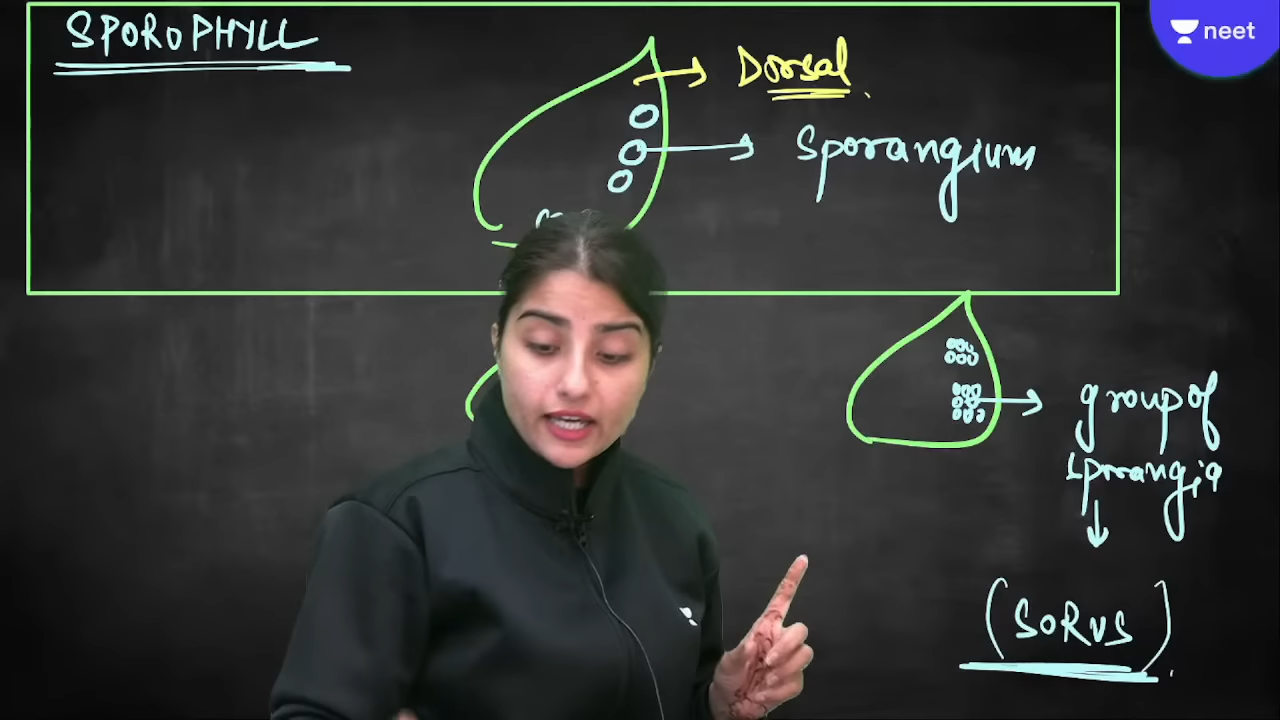 SPOROPHYLL
neet
Dorsal
Sporangium
group of
sporangia
(SORUS)